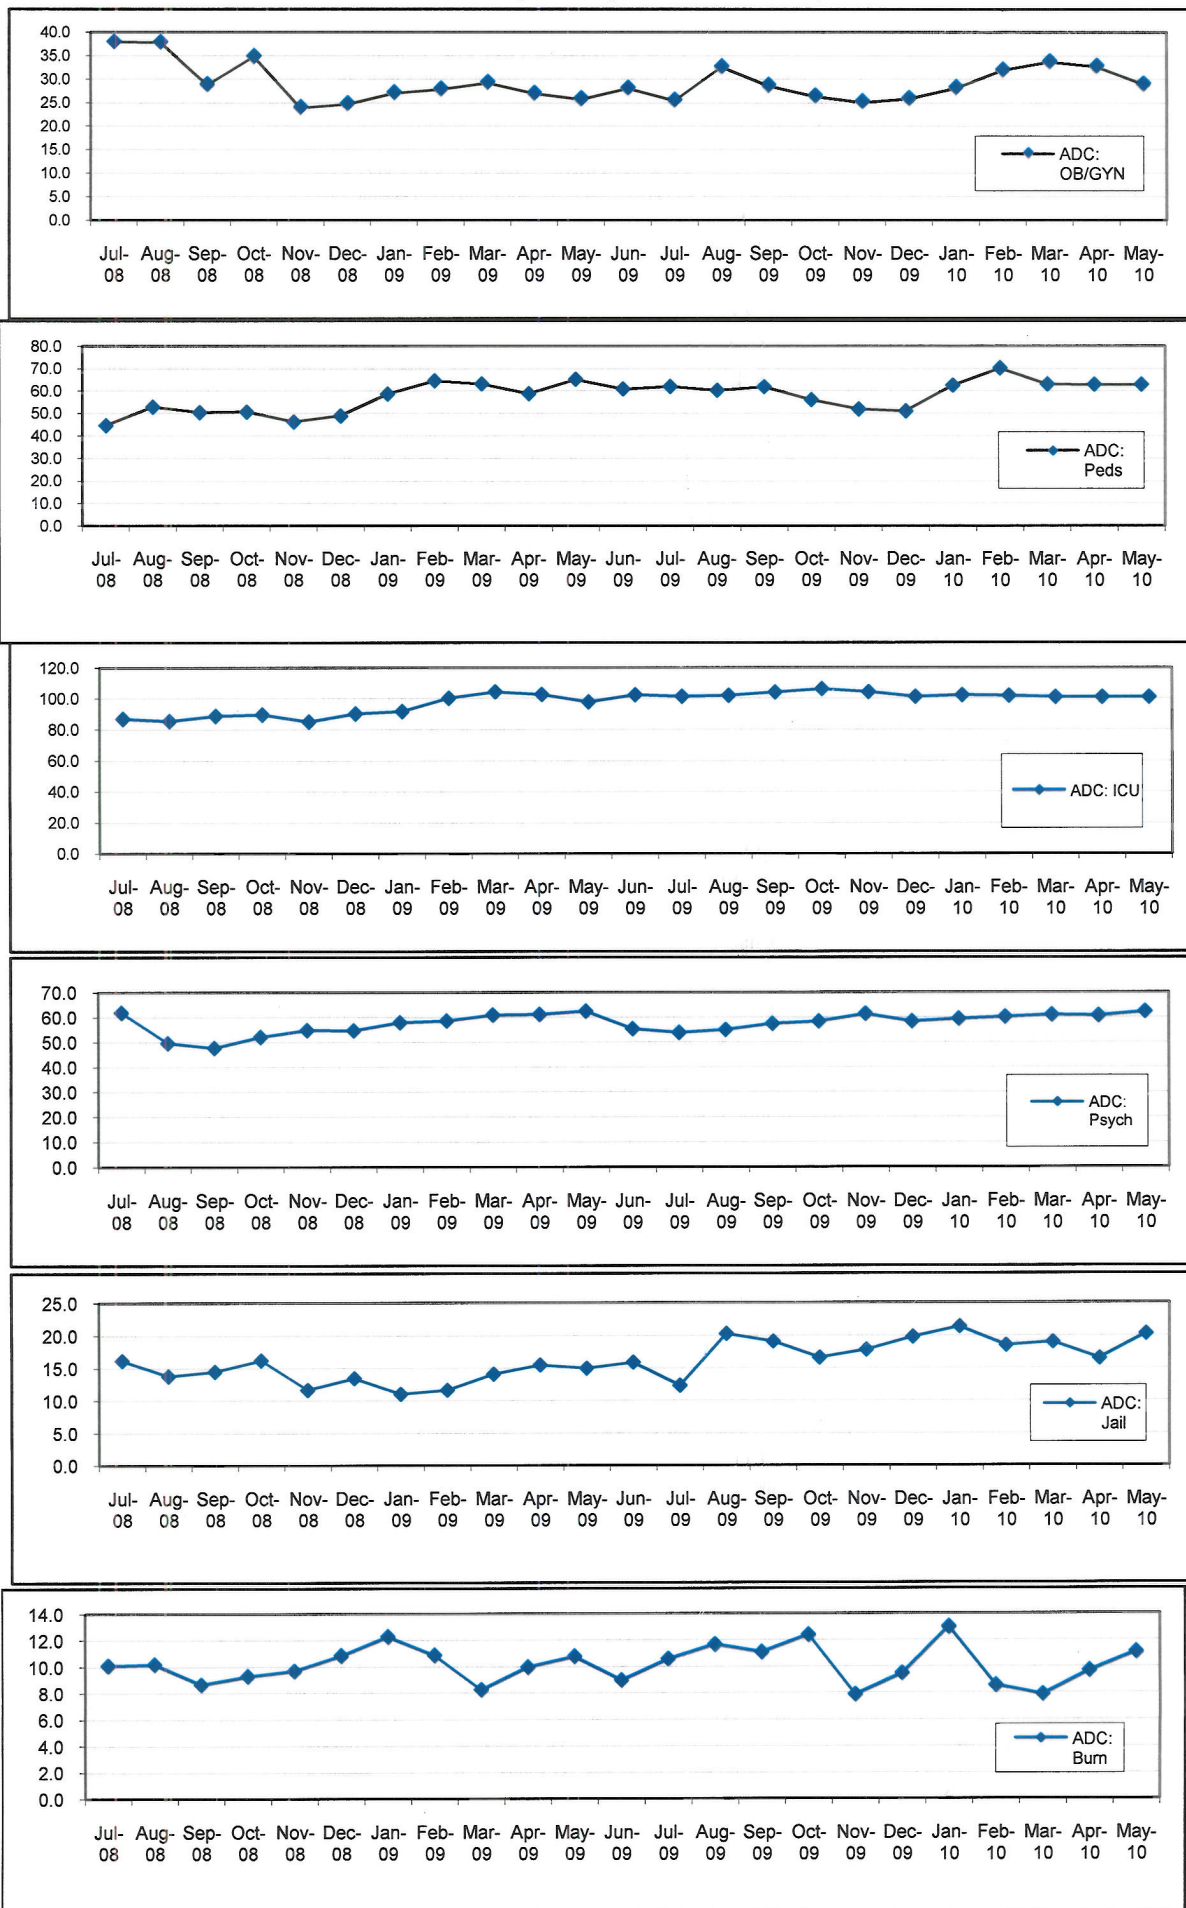 40.0
35.0
30.0
25.0
20.0
15.0
10.0
5.0
0.0
ADC:
OB/GYN
Jul- Aug- Sep- Oct- Nov- Dec- Jan- Feb- Mar- Apr- May- Jun- Jul- Aug- Sep- Oct- Nov- Dec- Jan- Feb- Mar- Apr- May-
08 08 08 08 08 08 09 09 09 09 09 09 09 09 09 09 09 09 10 10 10 10 10
80.0
70.0
60.0
50.0
40.0
30.0
20.0
10.0
0.0
ADC:
Peds
Jul- Aug- Sep- Oct- Nov- Dec- Jan- Feb- Mar- Apr- May- Jun- Jul- Aug- Sep- Oct- Nov- Dec- Jan- Feb- Mar- Apr- May-
08 08 08 08 08 08 09 09 09 09 09 09 09 09 09 09 09 09 10 10 10 10 10
120.0
100.0
80.0
60.0
40.0
20.0
0.0
ADC: ICU
Jul- Aug- Sep- Oct- Nov- Dec- Jan- Feb- Mar- Apr- May- Jun- Jul- Aug- Sep- Oct- Nov- Dec- Jan- Feb- Mar- Apr- May-
08 08 08 08 08 08 09 09 09 09 09 09 09 09 09 09 09 09 10 10 10 10 10
70.0
60.0
50.0
40.0
30.0
20.0
10.0
0.0
ADC:
Psych
Jul- Aug- Sep- Oct- Nov- Dec- Jan- Feb- Mar- Apr- May- Jun- Jul- Aug- Sep- Oct- Nov- Dec- Jan- Feb- Mar- Apr- May-
08 08 08 08 08 08 09 09 09 09 09 09 09 09 09 09 09 09 10 10 10 10 10
25.0
20.0
15.0
10.0
5.0
0.0
ADC:
Jail
Jul- Aug- Sep- Oct- Nov- Dec- Jan- Feb- Mar- Apr- May- Jun- Jul- Aug- Sep- Oct- Nov- Dec- Jan- Feb- Mar- Apr- May-
08 08 08 08 08 08 09 09 09 09 09 09 09 09 09 09 09 09 10 10 10 10 10
14.0
12.0
10.0
8.0
6.0
4.0
2.0
0.0
ADC:
Burn
Jul- Aug- Sep- Oct- Nov- Dec- Jan- Feb- Mar- Apr- May- Jun- Jul- Aug- Sep- Oct- Nov- Dec- Jan- Feb- Mar- Apr- May-
08 08 08 08 08 08 09 09 09 09 09 09 09 09 09 09 09 09 10 10 10 10 10